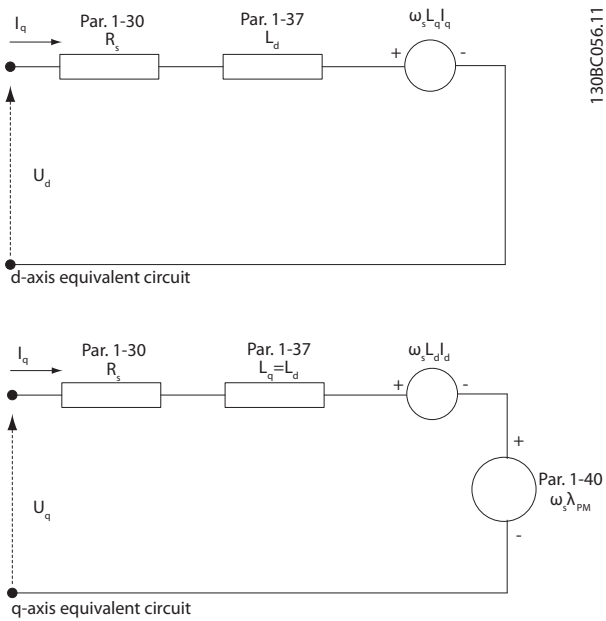 I_q
Par. 1-30
R_s
Par. 1-37
L_d
ω_sL_qI_q
+
-
U_d
d-axis equivalent circuit
130BC056.11
I_q
Par. 1-30
R_s
Par. 1-37
L_q=L_d
ω_sL_dI_d
+
-
+
Par. 1-40
ω_sλ_PM
-
U_q
q-axis equivalent circuit